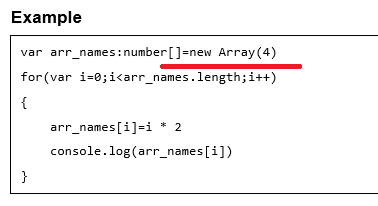 Example
var arr_names:number[]=new Array(4)
for(var i=0;i<arr_names.length;i++)
{
arr_names[i]=i * 2
console.log(arr_names[i])
}